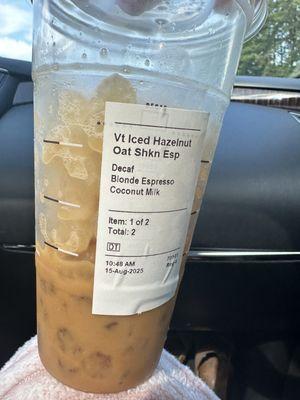 Vt Iced Hazelnut
Oat Shkn Esp
Decaf
Blonde Espresso
Coconut Milk
Item: 1 of 2
Total: 2
DT
10:48 AM
15-Aug-2025